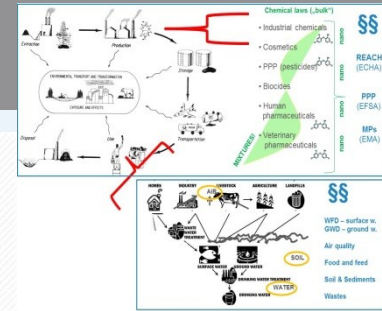 Extraction
Production
Storage
ENVIRONMENTAL TRANSPORT AND TRANSFORMATION
EXPOSURE AND EFFECTS
Disposal
Use
Transportation
Chemical laws („bulk“)
• Industrial chemicals
• Cosmetics
• PPP (pesticides)
• Biocides
• Human
pharmaceuticals
• Veterinary
pharmaceuticals
MIXTURES!
nano
nano
nano
nano
§§
REACH
(ECHA)
PPP
(EFSA)
MPs
(EMA)
HOMES
INDUSTRY
AIR
LIVESTOCK
AGRICULTURE
LANDFILLS
WASTE
WATER
TREATMENT
SOIL
SURFACE WATER
GROUND WATER
DRINKING WATER TREATMENT
WATER
DRINKING WATER
§§
WFD – surface w.
GWD – ground w.
Air quality
Food and feed
Soil & Sediments
Wastes